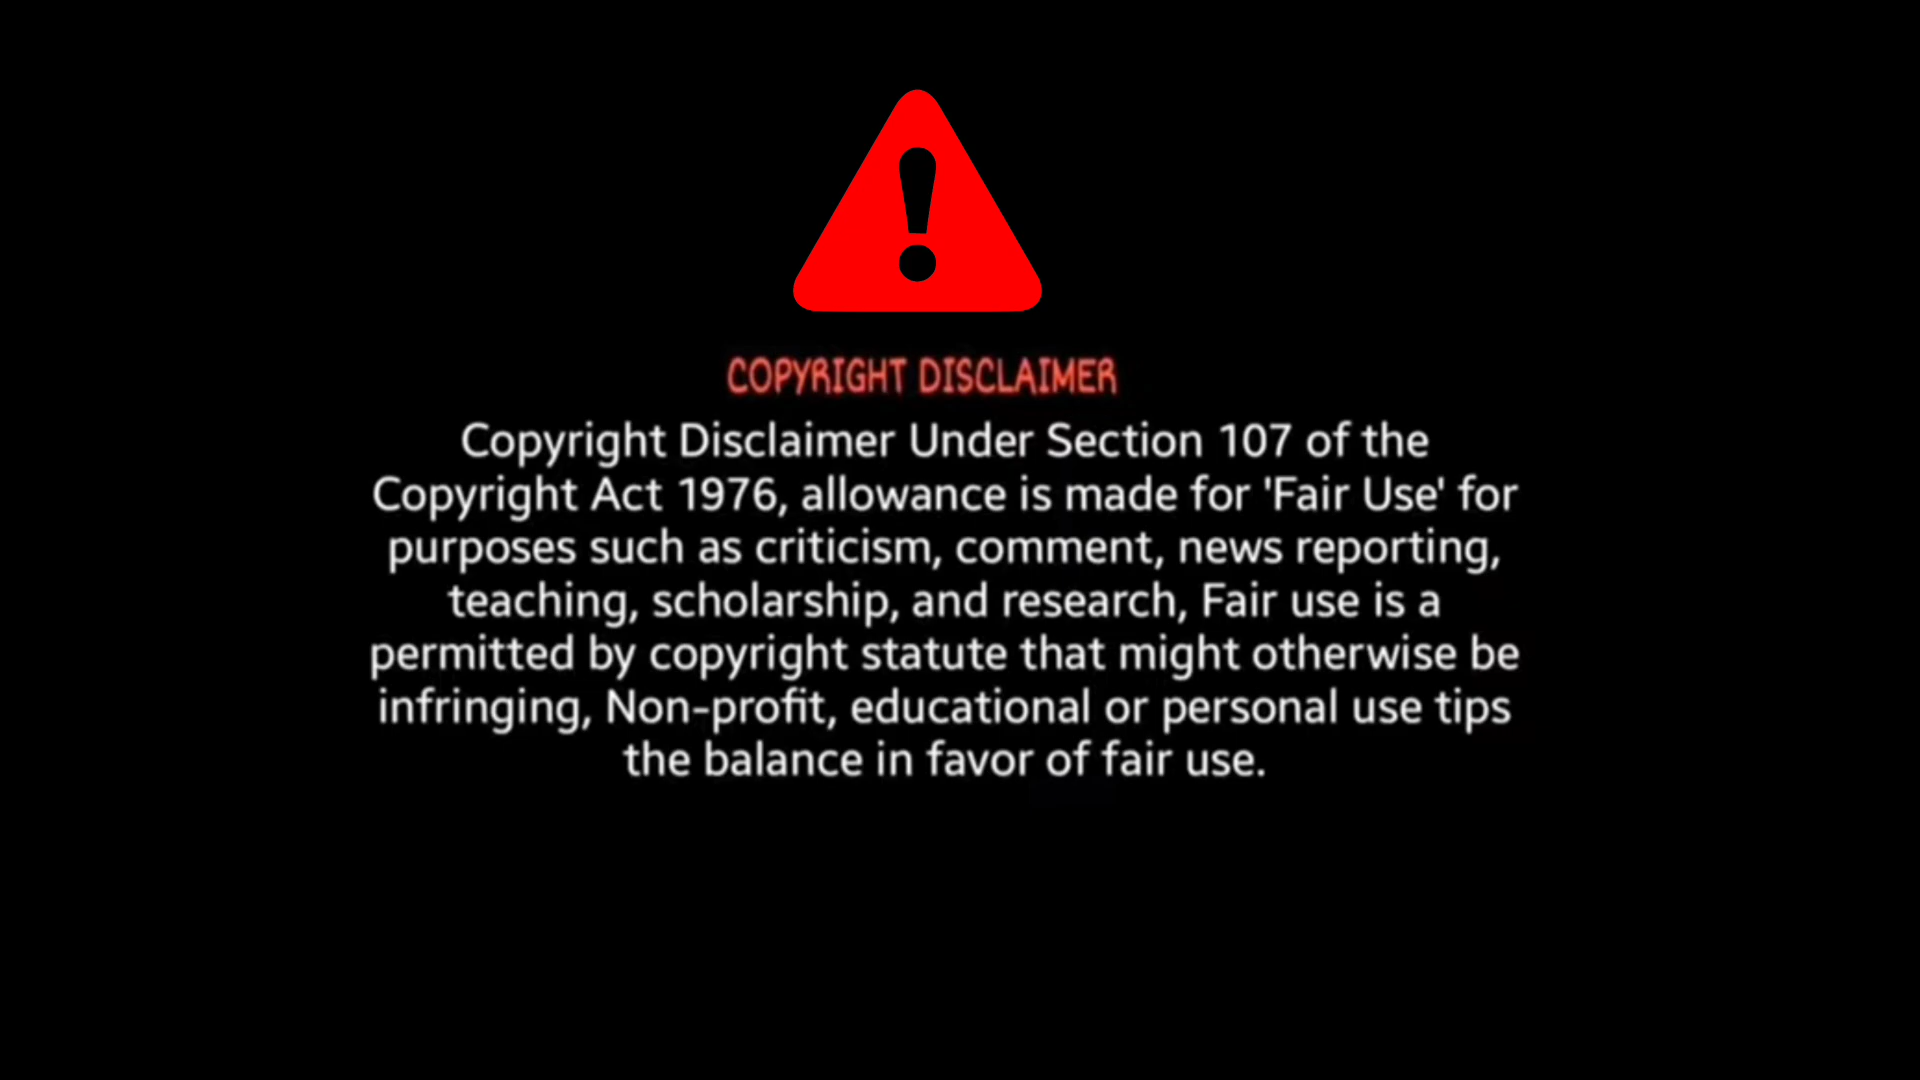 COPYRIGHT DISCLAIMER
Copyright Disclaimer Under Section 107 of the
Copyright Act 1976, allowance is made for 'Fair Use' for
purposes such as criticism, comment, news reporting,
teaching, scholarship, and research, Fair use is a
permitted by copyright statute that might otherwise be
infringing, Non-profit, educational or personal use tips
the balance in favor of fair use.